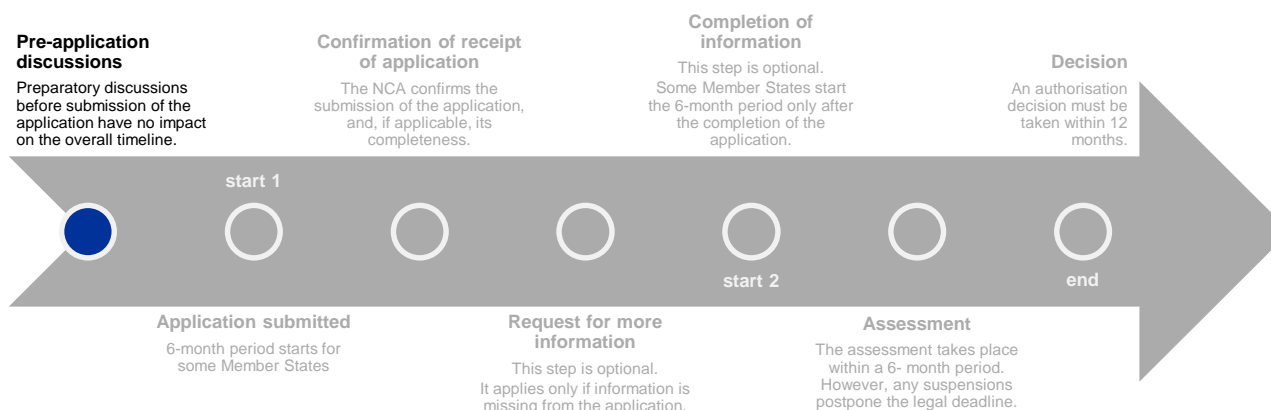 Pre-application
discussions
Preparatory discussions
before submission of the
application have no impact
on the overall timeline.
Confirmation of receipt
of application
The NCA confirms the
submission of the application,
and, if applicable, its
completeness.
Completion of
information
This step is optional.
Some Member States start
the 6-month period only after
the completion of the
application.
Decision
An authorisation
decision must be
taken within 12
months.
start 1
start 2
end
Application submitted
6-month period starts for
some Member States
Request for more
information
This step is optional.
It applies only if information is
missing from the application.
Assessment
The assessment takes place
within a 6- month period.
However, any suspensions
postpone the legal deadline.